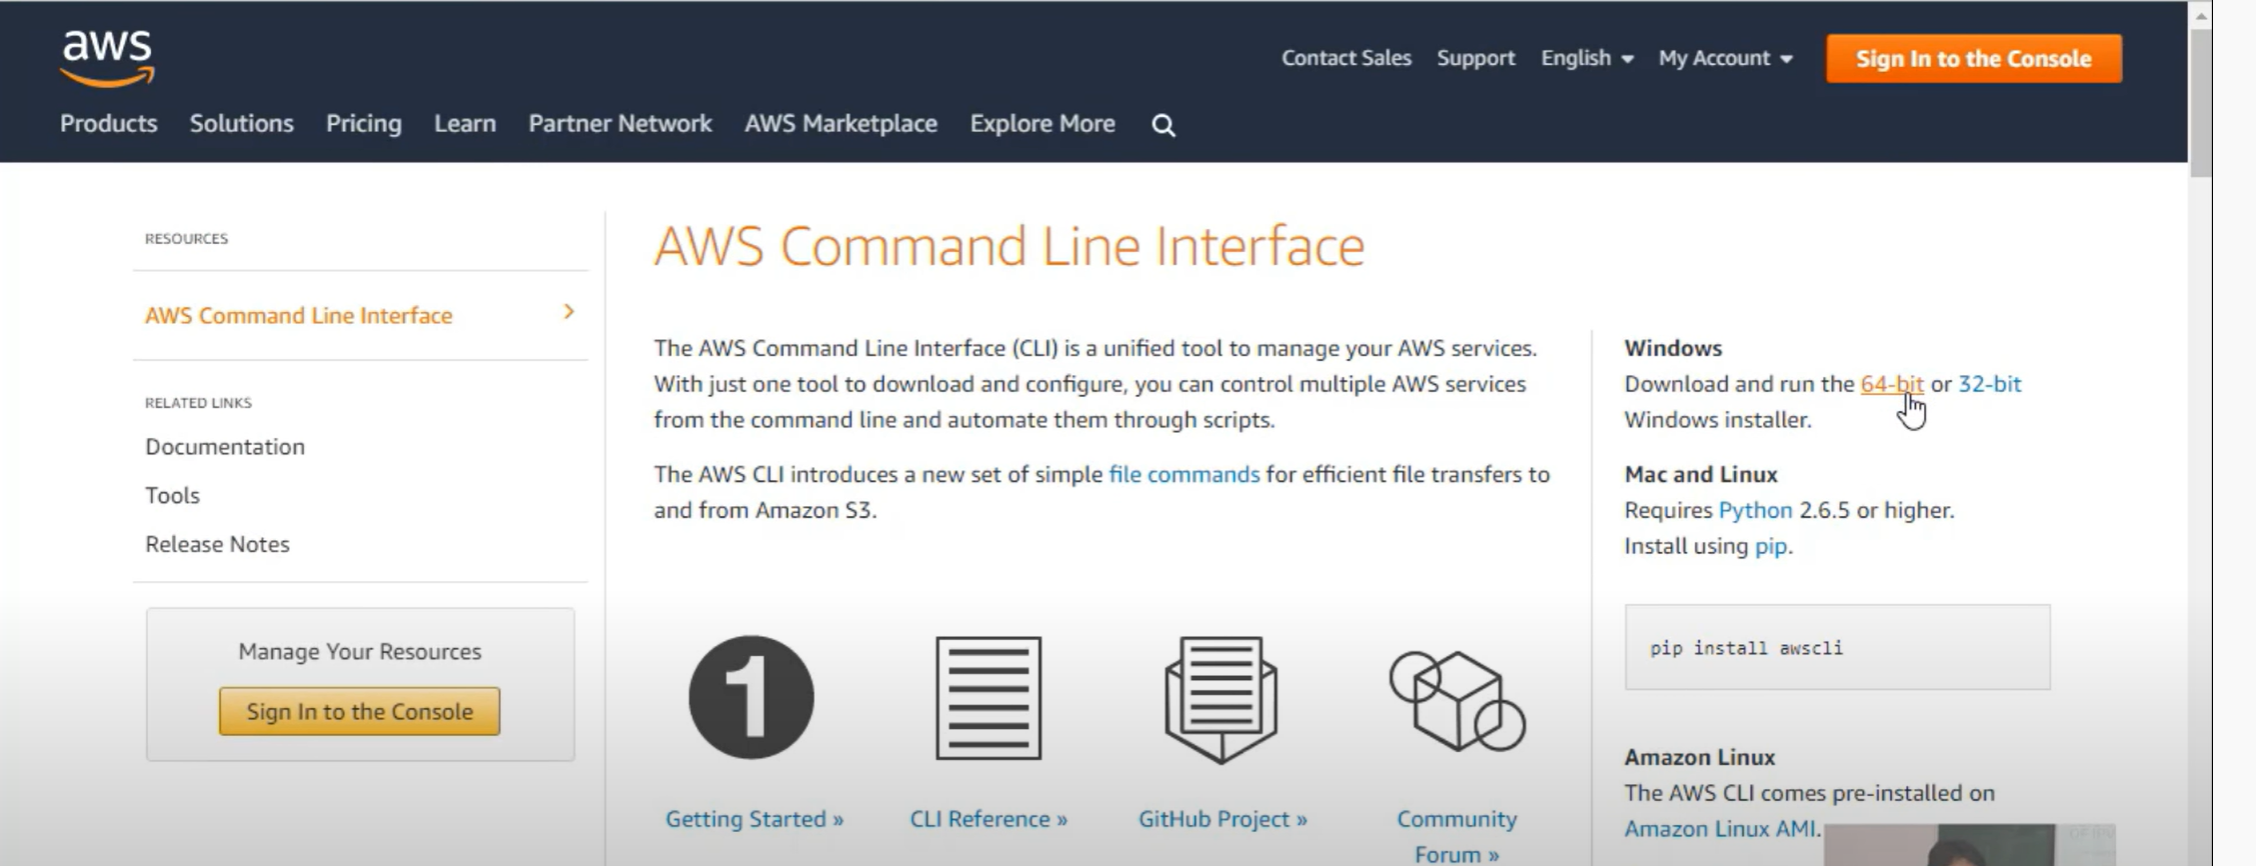 aws
Contact Sales Support English My Account Sign In to the Console
Products Solutions Pricing Learn Partner Network AWS Marketplace Explore More
RESOURCES
AWS Command Line Interface
RELATED LINKS
Documentation
Tools
Release Notes
Manage Your Resources
Sign In to the Console
AWS Command Line Interface
The AWS Command Line Interface (CLI) is a unified tool to manage your AWS services.
With just one tool to download and configure, you can control multiple AWS services
from the command line and automate them through scripts.
The AWS CLI introduces a new set of simple file commands for efficient file transfers to
and from Amazon S3.
1
Getting Started »
CLI Reference »
GitHub Project »
Community
Forum »
Windows
Download and run the 64-bit or 32-bit
Windows installer.
Mac and Linux
Requires Python 2.6.5 or higher.
Install using pip.
pip install awscli
Amazon Linux
The AWS CLI comes pre-installed on
Amazon Linux AMI.